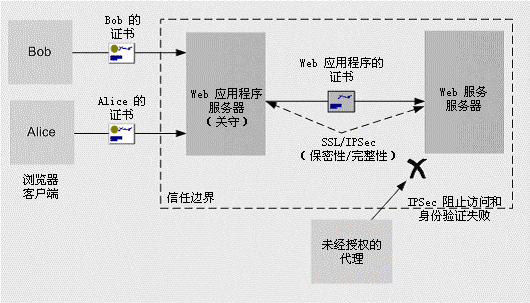 Bob 的
证书
Bob
Alice 的
证书
Alice
浏览器
客户端
Web 应用程序
服务器
(关守)
Web 应用程序的
证书
Web 服务
服务器
SSL/IPSec
(保密性/完整性)
信任边界
IPSec 阻止访问和
身份验证失败
未经授权的
代理